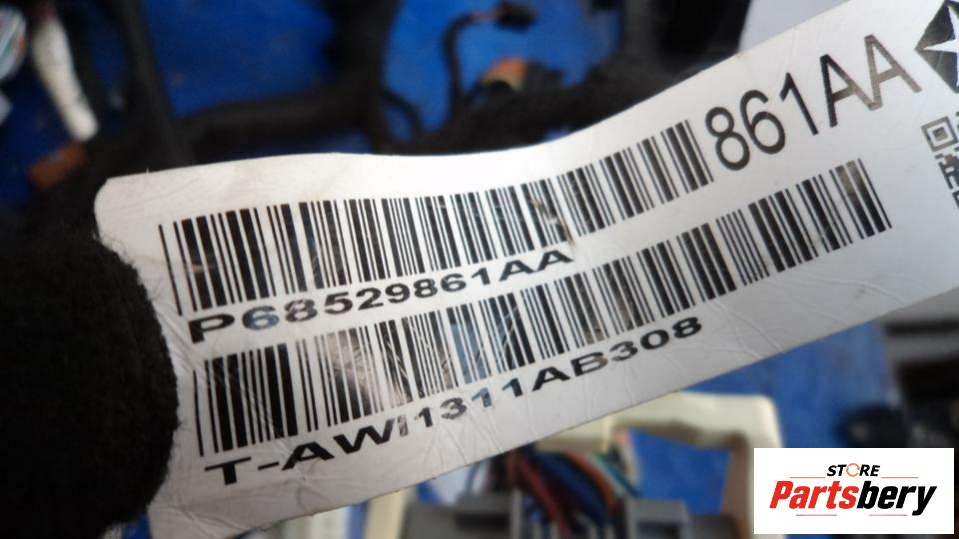 861AA
P68529861AA
T-AWI1311AB308
STORE
Partsbery